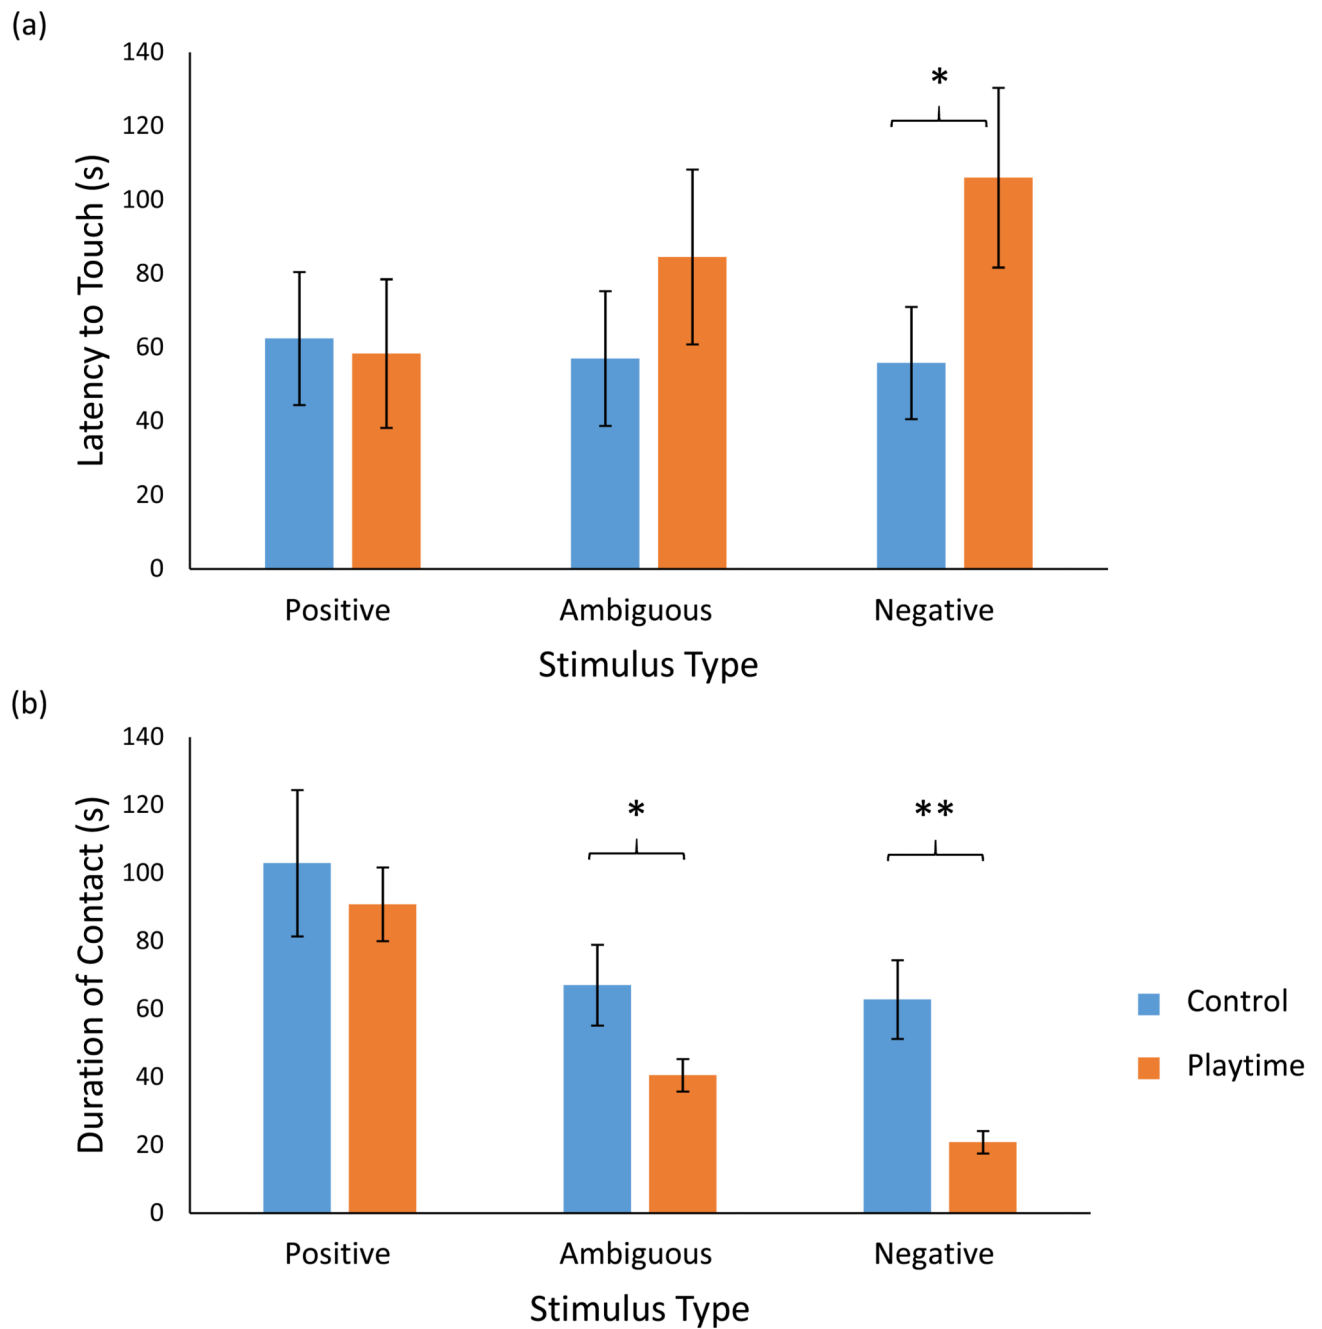 (a)
140
120
100
80
60
40
20
0
Latency to Touch (s)
*
Positive Ambiguous Negative
Stimulus Type
(b)
140
120
100
80
60
40
20
0
Duration of Contact (s)
* **
Positive Ambiguous Negative
Stimulus Type
Control
Playtime